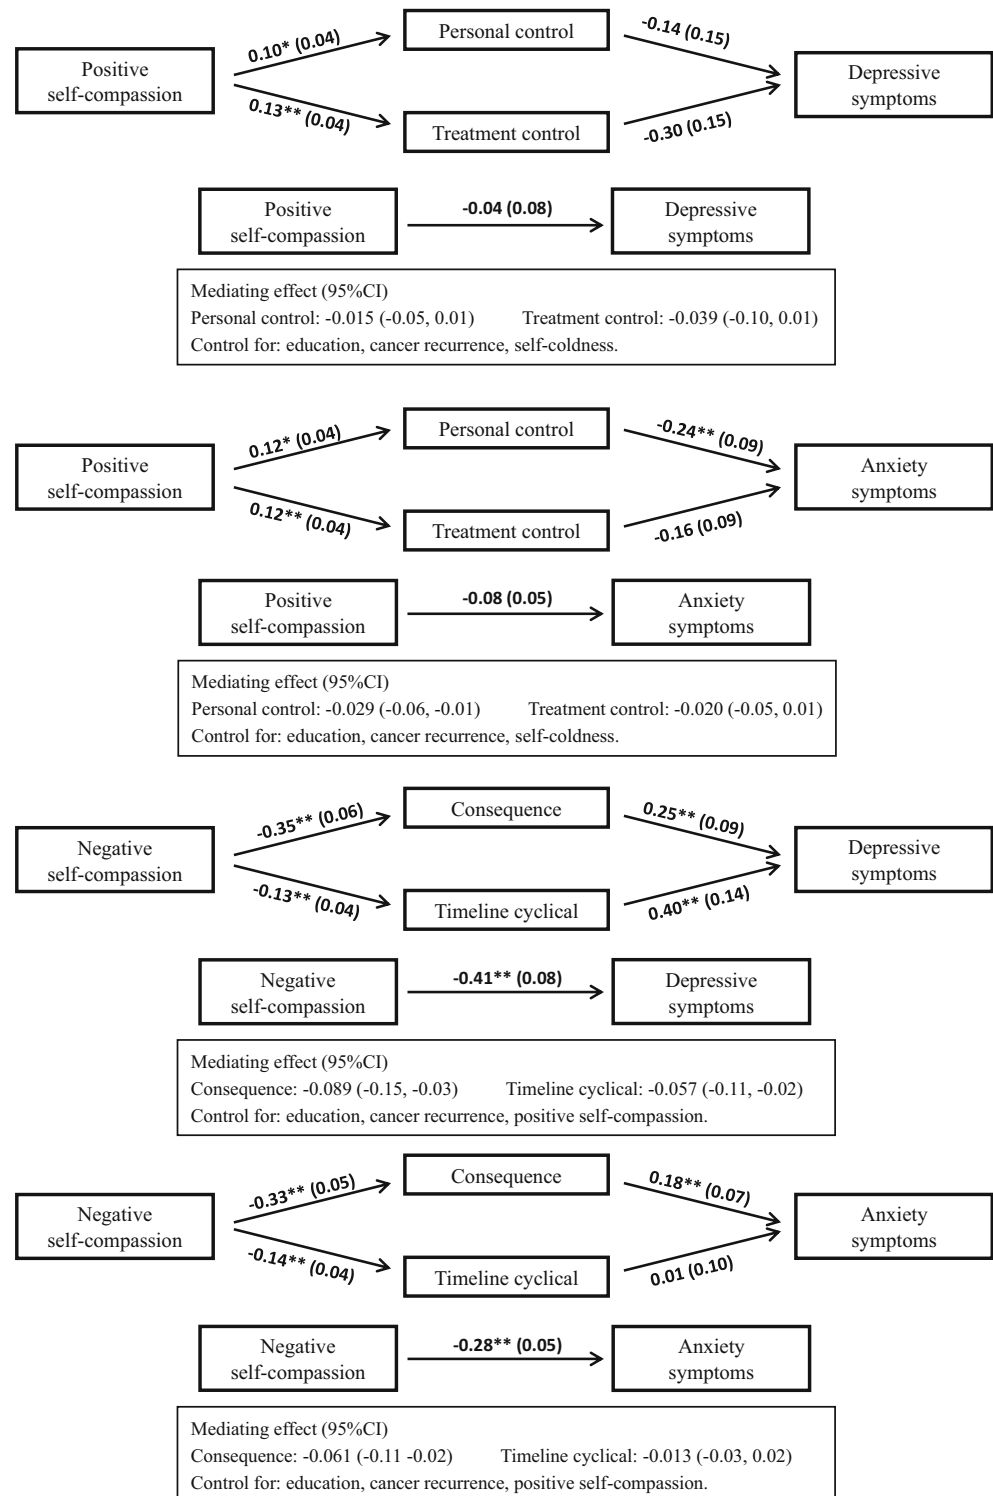 Positive
self-compassion
0.10* (0.04)
0.13** (0.04)
Personal control
Treatment control
-0.14 (0.15)
-0.30 (0.15)
Depressive
symptoms
Positive
self-compassion
-0.04 (0.08)
Depressive
symptoms
Mediating effect (95%CI)
Personal control: -0.015 (-0.05, 0.01) Treatment control: -0.039 (-0.10, 0.01)
Control for: education, cancer recurrence, self-coldness.
Positive
self-compassion
0.12* (0.04)
0.12** (0.04)
Personal control
Treatment control
-0.24** (0.09)
-0.16 (0.09)
Anxiety
symptoms
Positive
self-compassion
-0.08 (0.05)
Anxiety
symptoms
Mediating effect (95%CI)
Personal control: -0.029 (-0.06, -0.01) Treatment control: -0.020 (-0.05, 0.01)
Control for: education, cancer recurrence, self-coldness.
Negative
self-compassion
-0.35** (0.06)
-0.13** (0.04)
Consequence
Timeline cyclical
0.25** (0.09)
0.40** (0.14)
Depressive
symptoms
Negative
self-compassion
-0.41** (0.08)
Depressive
symptoms
Mediating effect (95%CI)
Consequence: -0.089 (-0.15, -0.03) Timeline cyclical: -0.057 (-0.11, -0.02)
Control for: education, cancer recurrence, positive self-compassion.
Negative
self-compassion
-0.33** (0.05)
-0.14** (0.04)
Consequence
Timeline cyclical
0.18** (0.07)
0.01 (0.10)
Anxiety
symptoms
Negative
self-compassion
-0.28** (0.05)
Anxiety
symptoms
Mediating effect (95%CI)
Consequence: -0.061 (-0.11 -0.02) Timeline cyclical: -0.013 (-0.03, 0.02)
Control for: education, cancer recurrence, positive self-compassion.